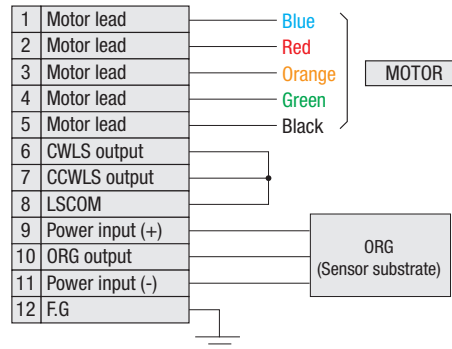 1 Motor lead Blue
2 Motor lead Red
3 Motor lead Orange
4 Motor lead Green
5 Motor lead Black
MOTOR
6 CWLS output
7 CCWLS output
8 LSCOM
9 Power input (+)
10 ORG output
11 Power input (-)
12 F.G
ORG
(Sensor substrate)